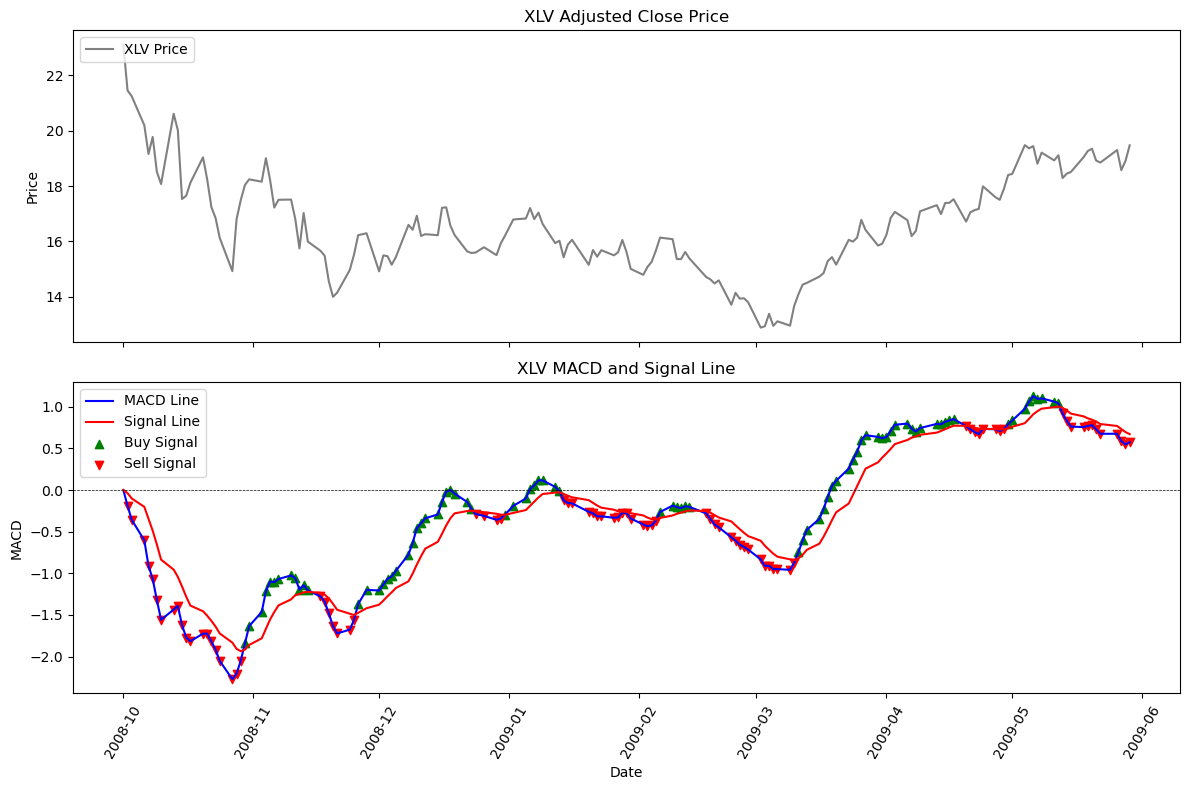 XLV Adjusted Close Price
XLV Price
22
20
18
16
14
Price
XLV MACD and Signal Line
MACD Line
Signal Line
Buy Signal
Sell Signal
1.0
0.5
0.0
−0.5
−1.0
−1.5
−2.0
MACD
2008-10
2008-11
2008-12
2009-01
2009-02
2009-03
2009-04
2009-05
2009-06
Date